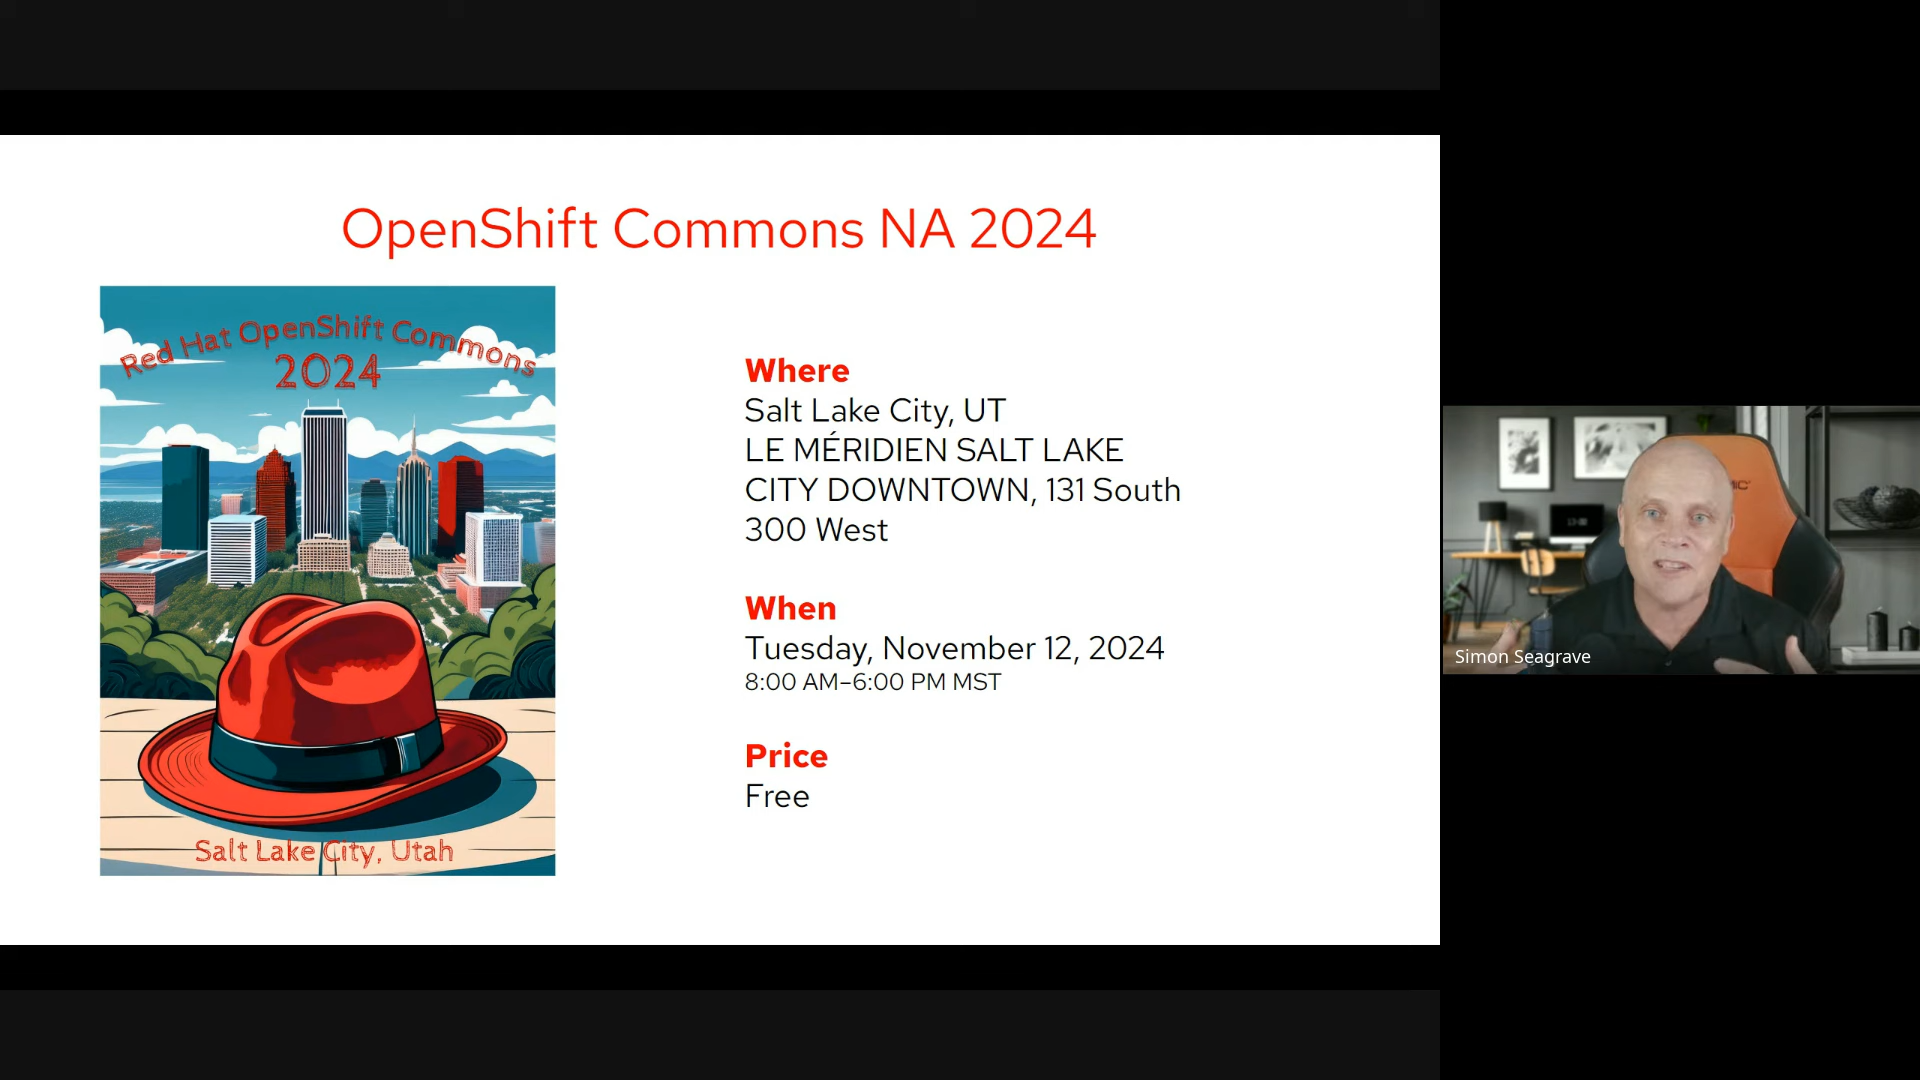 OpenShift Commons NA 2024
Red Hat OpenShift Commons
2024
Salt Lake City, Utah
Where
Salt Lake City, UT
LE MÉRIDIEN SALT LAKE
CITY DOWNTOWN, 131 South
300 West
When
Tuesday, November 12, 2024
8:00 AM–6:00 PM MST
Price
Free
Simon Seagrave